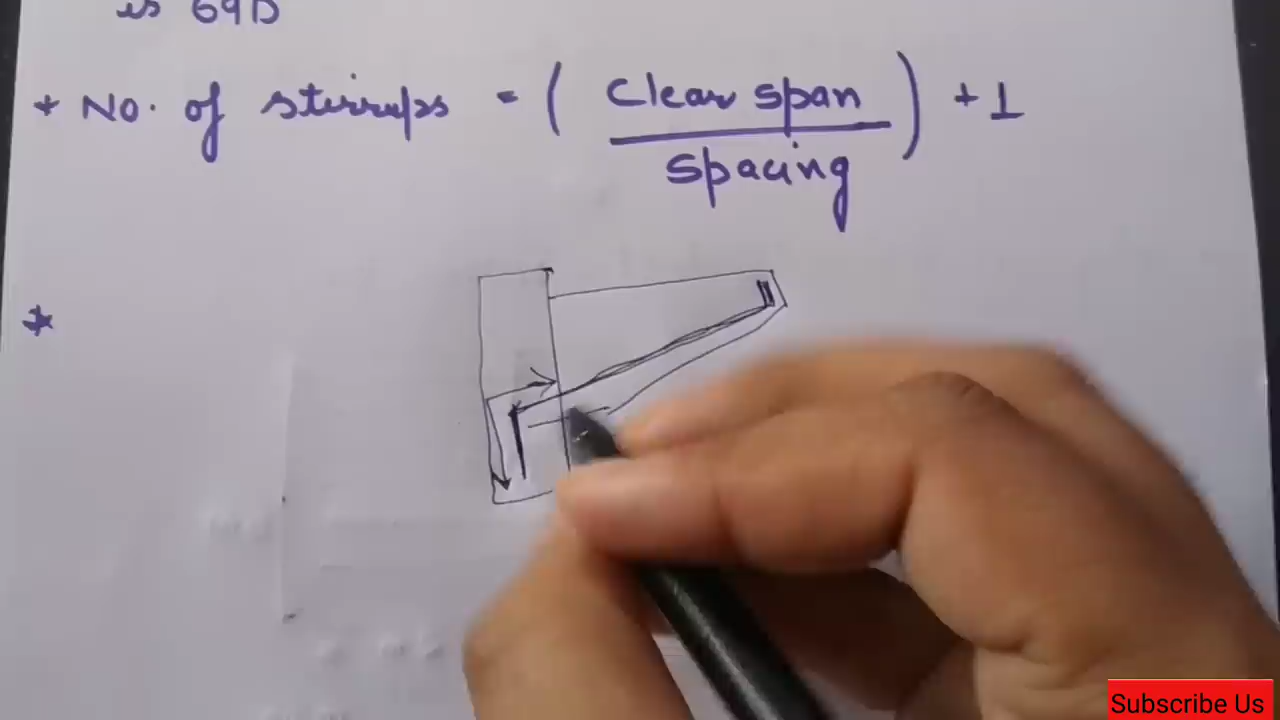 is 69D
* No. of stirrups = ( Clear span / spacing ) + 1
*
Subscribe Us